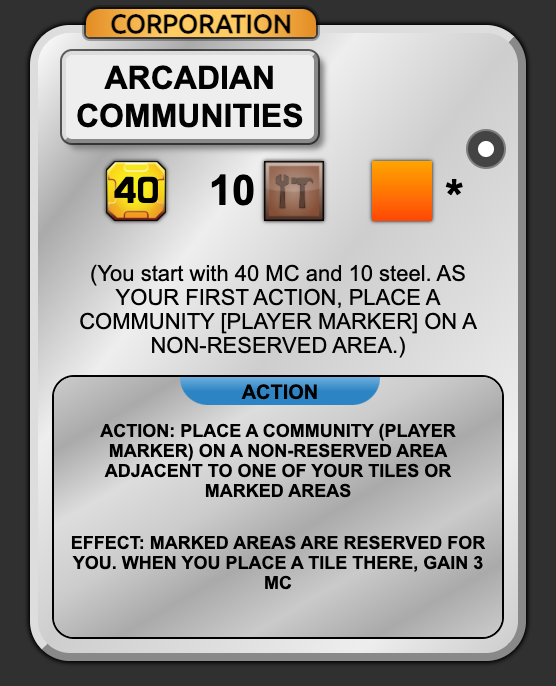 CORPORATION
ARCADIAN
COMMUNITIES
40 10 *
(You start with 40 MC and 10 steel. AS
YOUR FIRST ACTION, PLACE A
COMMUNITY [PLAYER MARKER] ON A
NON-RESERVED AREA.)
ACTION
ACTION: PLACE A COMMUNITY (PLAYER
MARKER) ON A NON-RESERVED AREA
ADJACENT TO ONE OF YOUR TILES OR
MARKED AREAS
EFFECT: MARKED AREAS ARE RESERVED FOR
YOU. WHEN YOU PLACE A TILE THERE, GAIN 3
MC